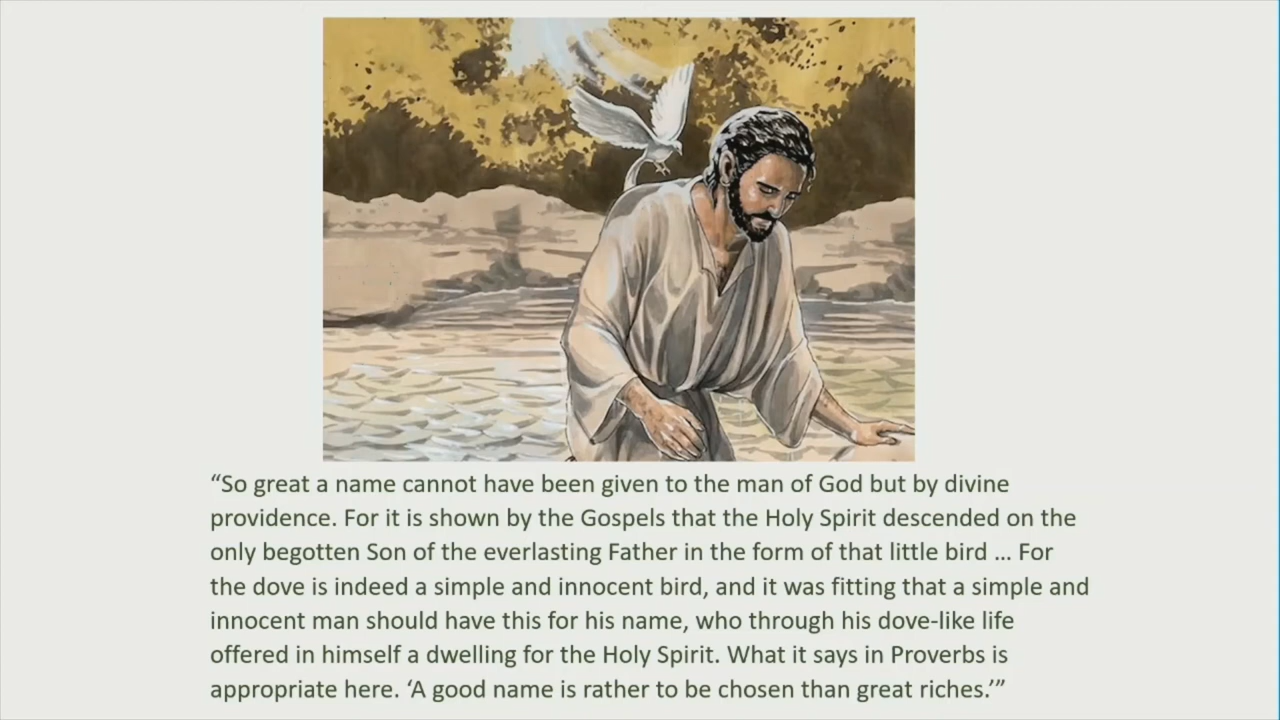 “So great a name cannot have been given to the man of God but by divine
providence. For it is shown by the Gospels that the Holy Spirit descended on the
only begotten Son of the everlasting Father in the form of that little bird ... For
the dove is indeed a simple and innocent bird, and it was fitting that a simple and
innocent man should have this for his name, who through his dove-like life
offered in himself a dwelling for the Holy Spirit. What it says in Proverbs is
appropriate here. ‘A good name is rather to be chosen than great riches.’”